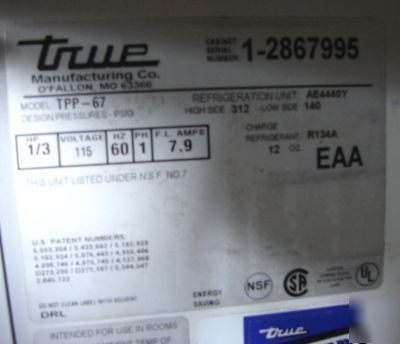 true
Manufacturing Co.
O'FALLON, MO 63366
CABINET SERIAL NUMBER: 1-2867995
MODEL TPP-67
REFRIGERATION UNIT: AE4440Y
DESIGN PRESSURES - PSIG
HIGH SIDE 312 -LOW SIDE 140
HP VOLTAGE HZ PH F.L. AMPS
1/3 115 60 1 7.9
CHARGE
REFRIGERANT R134A
12 OZ.
EAA
THIS UNIT LISTED UNDER N.S.F. NO.7
U.S. PATENT NUMBERS:
DO NOT CLEAN LABEL WITH SOLVENT
DRL
ENERGY
SAVING
NSF
SA
UL
INTENDED FOR USE IN ROOMS
true